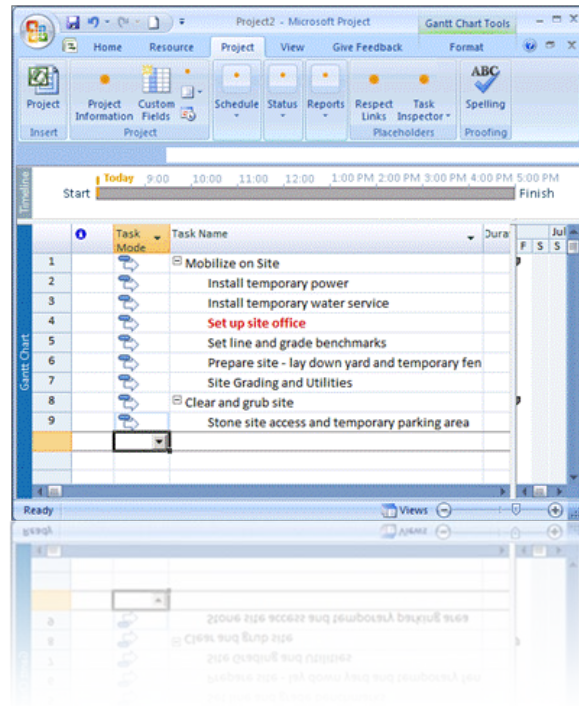 Project2 - Microsoft Project
Gantt Chart Tools
Home Resource Project View Give Feedback Format
Project
Project Information
Custom Fields
Schedule
Status
Reports
Respect Links
Task Inspector
ABC
Spelling
Insert
Project
Placeholders
Proofing
Timeline
Today 9:00 10:00 11:00 12:00 1:00 PM 2:00 PM 3:00 PM 4:00 PM 5:00 PM
Start
Finish
Gantt Chart
Task Mode
Task Name
Dura
Jul
F S S
1 Mobilize on Site
2 Install temporary power
3 Install temporary water service
4 Set up site office
5 Set line and grade benchmarks
6 Prepare site - lay down yard and temporary fen
7 Site Grading and Utilities
8 Clear and grub site
9 Stone site access and temporary parking area
Ready
Views